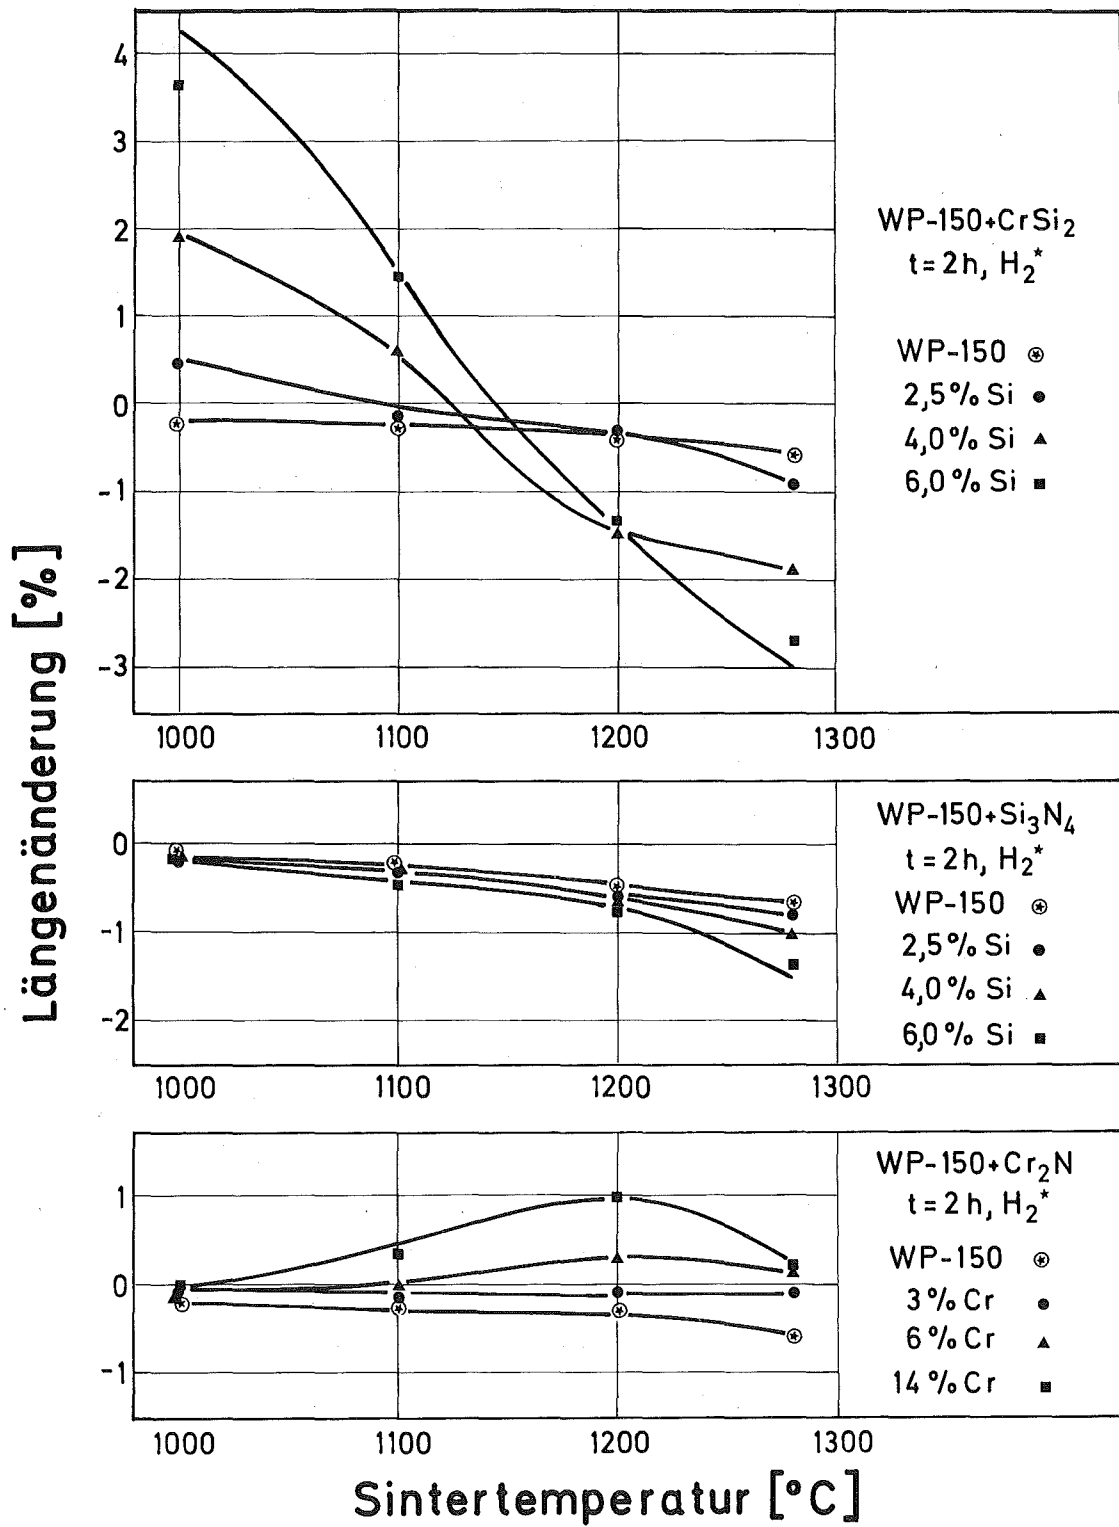 Längenänderung [%]
4
3
2
1
0
-1
-2
-3
1000 1100 1200 1300
WP-150+CrSi₂
t=2h, H₂*
WP-150
2,5% Si
4,0% Si
6,0% Si
0
-1
-2
1000 1100 1200 1300
WP-150+Si₃N₄
t=2h, H₂*
WP-150
2,5% Si
4,0% Si
6,0% Si
1
0
-1
1000 1100 1200 1300
WP-150+Cr₂N
t=2h, H₂*
WP-150
3% Cr
6% Cr
14% Cr
Sintertemperatur [°C]